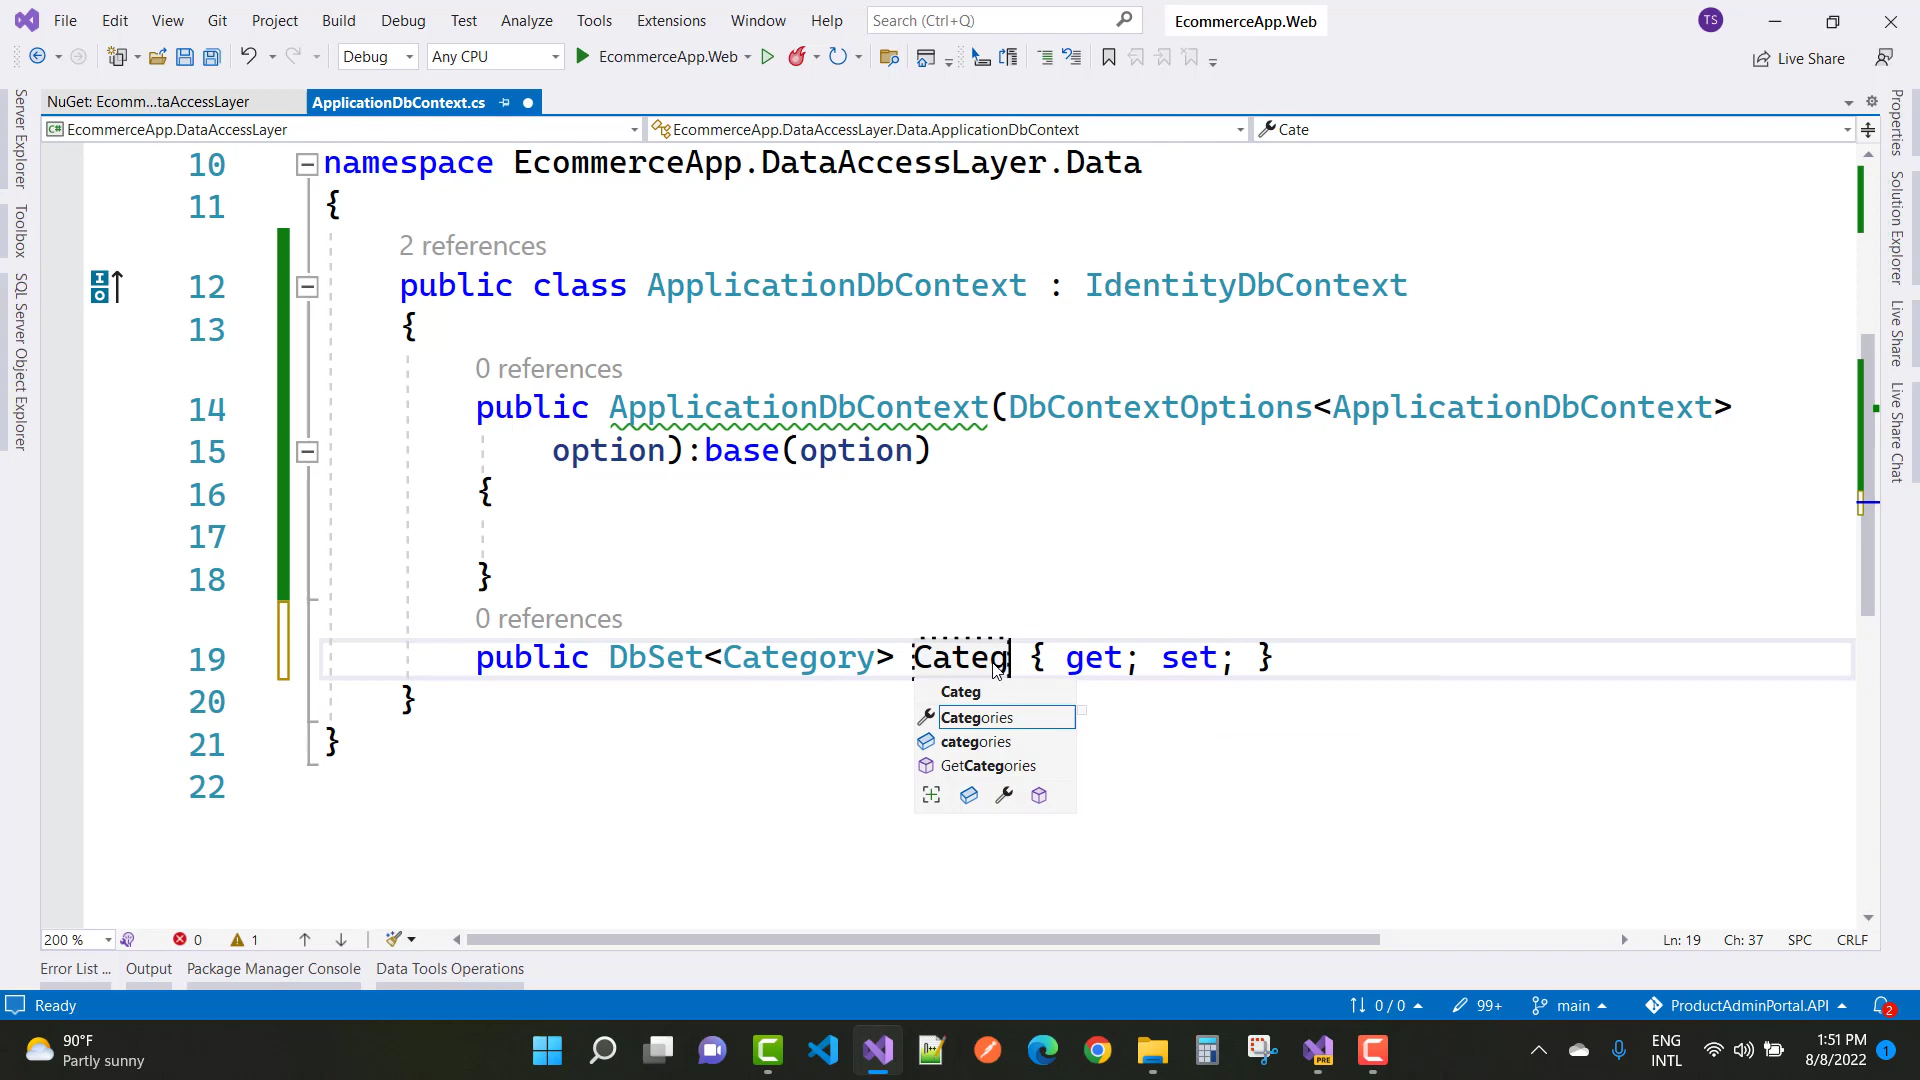 File Edit View Git Project Build Debug Test Analyze Tools Extensions Window Help Search (Ctrl+Q) EcommerceApp.Web TS
Debug Any CPU EcommerceApp.Web Live Share
NuGet: Ecomm...taAccessLayer ApplicationDbContext.cs
EcommerceApp.DataAccessLayer EcommerceApp.DataAccessLayer.Data.ApplicationDbContext Cate
Server Explorer
Toolbox
SQL Server Object Explorer
10 namespace EcommerceApp.DataAccessLayer.Data
11 {
2 references
12 public class ApplicationDbContext : IdentityDbContext
13 {
0 references
14 public ApplicationDbContext(DbContextOptions<ApplicationDbContext>
15 option):base(option)
16 {
17
18 }
0 references
19 public DbSet<Category> Categ { get; set; }
20 }
21 }
22
Categ
Categories
categories
GetCategories
Properties
Solution Explorer
Live Share
Live Share Chat
200 % 0 1 Ln: 19 Ch: 37 SPC CRLF
Error List ... Output Package Manager Console Data Tools Operations
Ready 0 / 0 99+ main ProductAdminPortal.API 2
90°F
Partly sunny
PRE
ENG
INTL
1:51 PM
8/8/2022
1